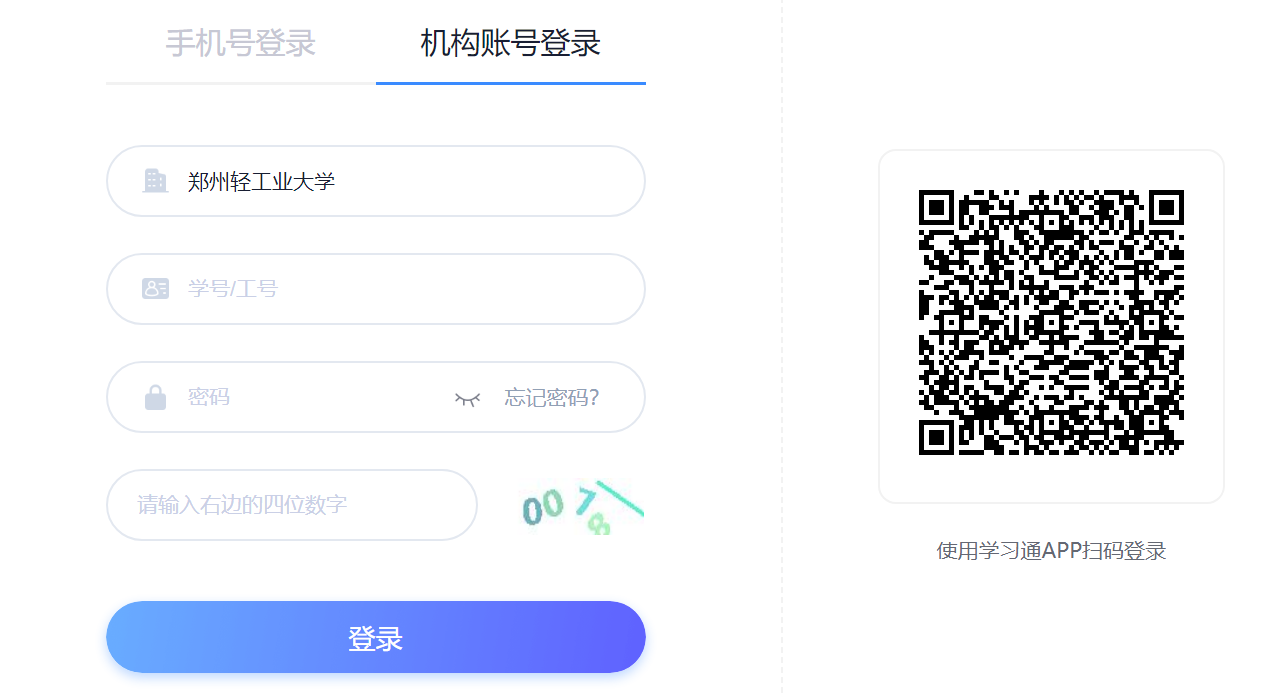 手机号登录
机构账号登录
郑州轻工业大学
学号/工号
密码
忘记密码?
请输入右边的四位数字
0078
登录
使用学习通APP扫码登录